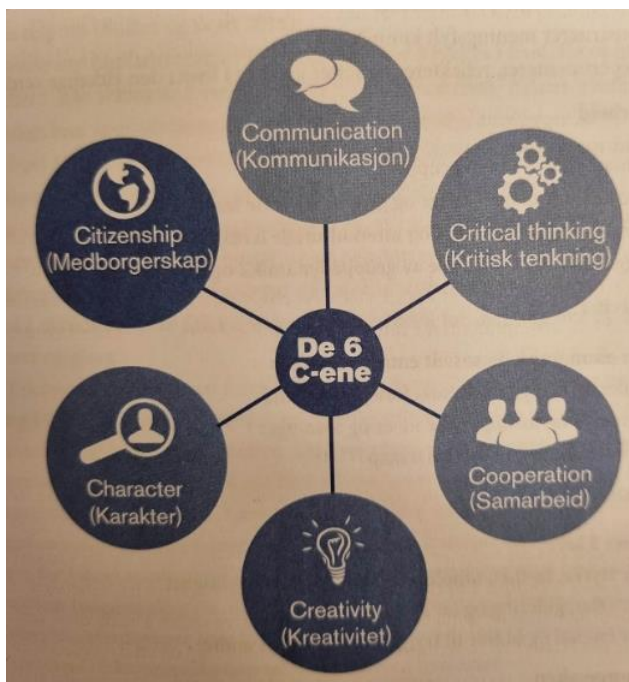 Communication
(Kommunikasjon)
Critical thinking
(Kritisk tenkning)
Cooperation
(Samarbeid)
Creativity
(Kreativitet)
Character
(Karakter)
Citizenship
(Medborgerskap)
De 6
C-ene